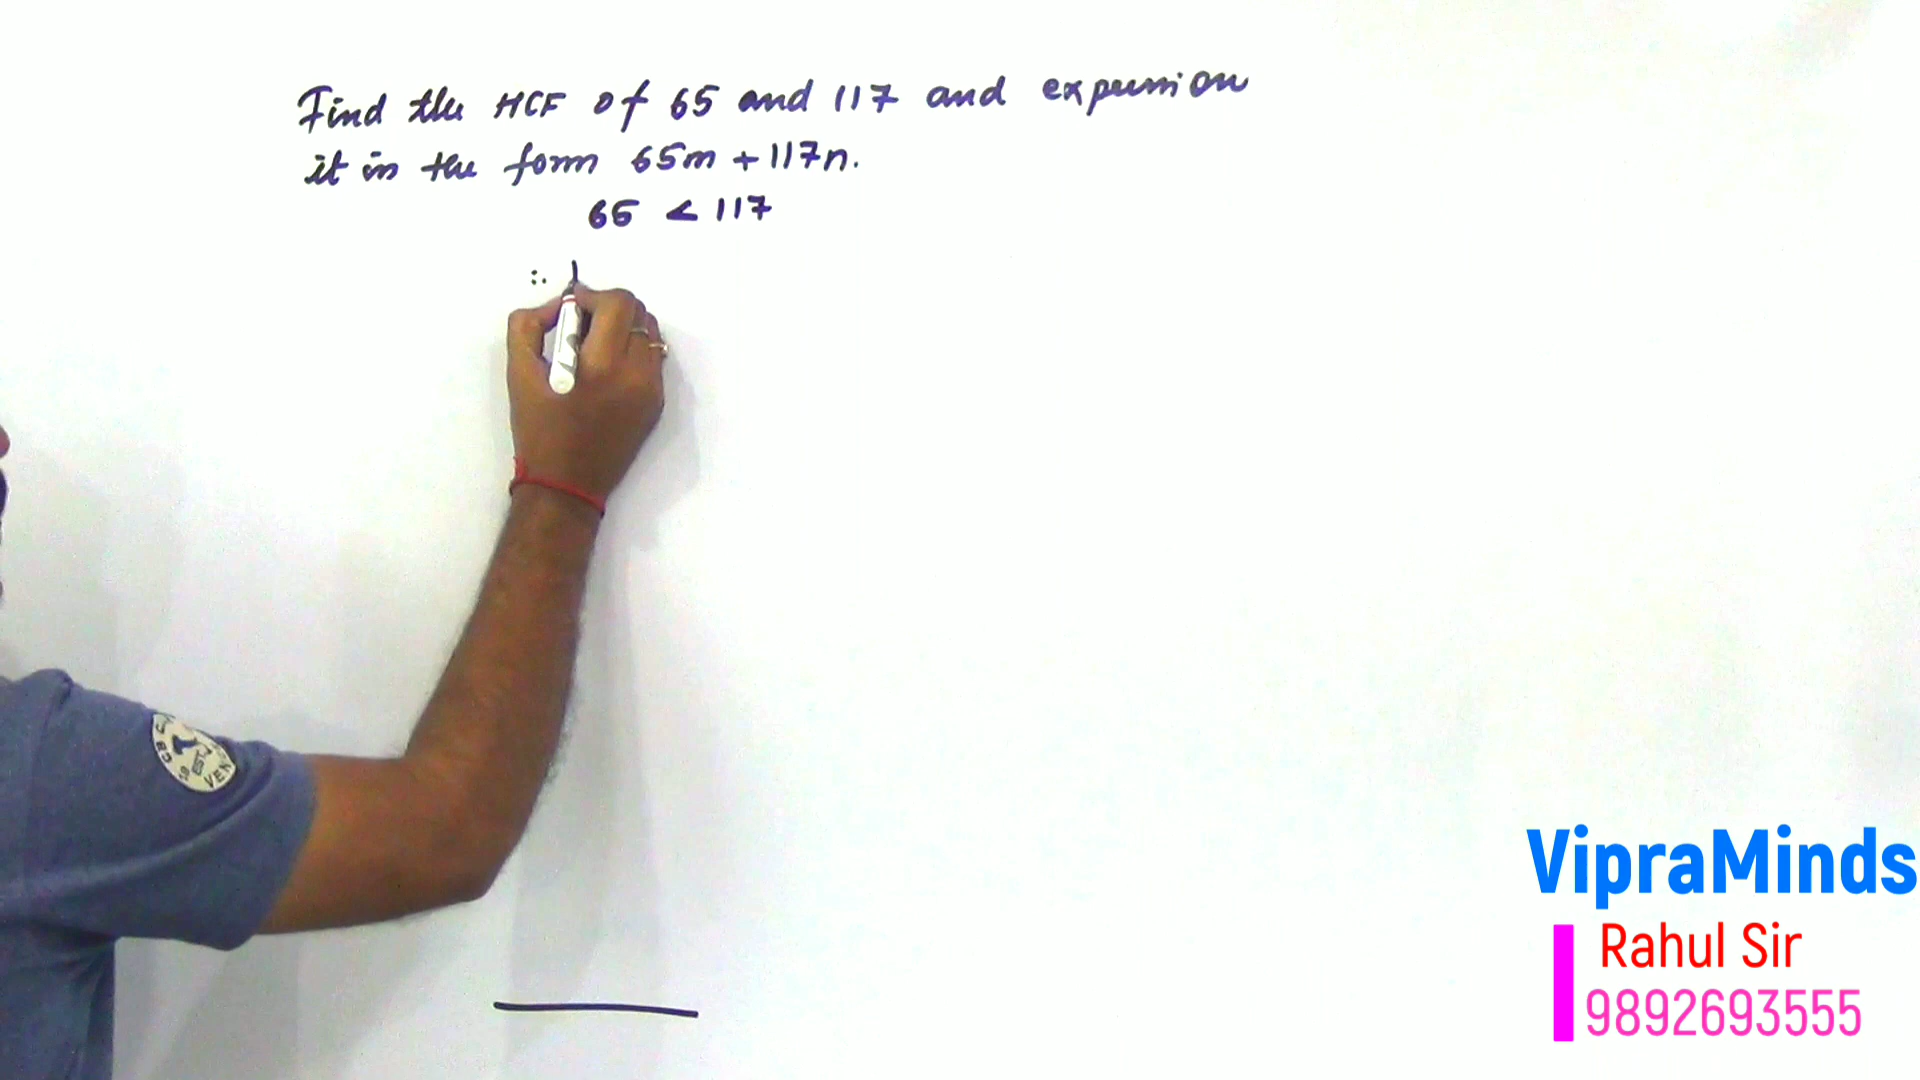 Find the HCF of 65 and 117 and expression
it in the form 65m + 117n.
65 < 117
∴ 1
VipraMinds
Rahul Sir
9892693555